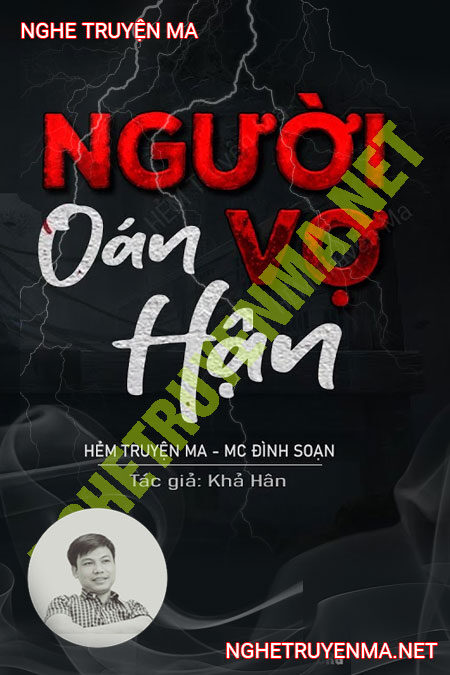 NGHE TRUYỆN MA
NGƯỜI
Oán VỢ
Hận
NGHETRUYENMA.NET
HẺM TRUYỆN MA - MC ĐÌNH SOẠN
Tác giả: Khả Hân
NGHETRUYENMA.NET